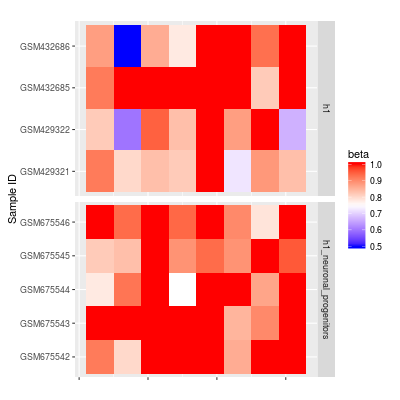 Sample ID
GSM432686
GSM432685
GSM429322
GSM429321
h1
GSM675546
GSM675545
GSM675544
GSM675543
GSM675542
h1_neuronal_progenitors
beta
1.0
0.9
0.8
0.7
0.6
0.5